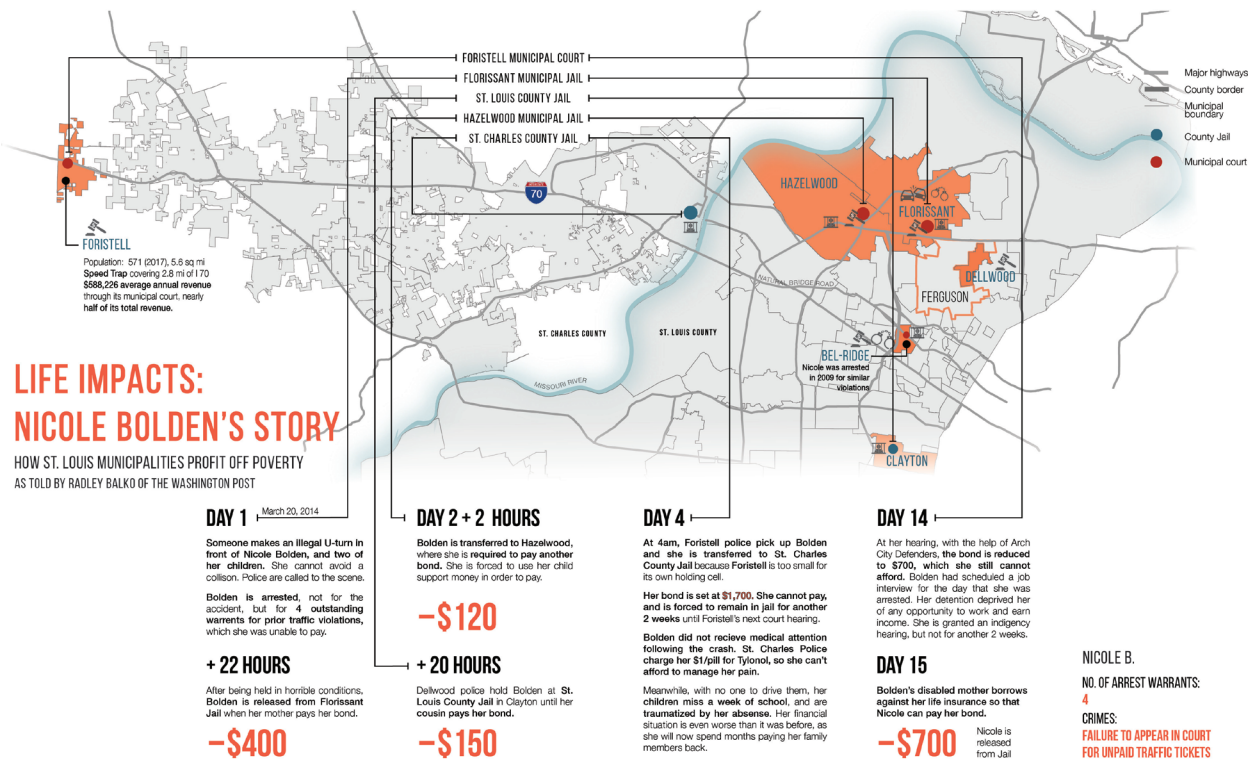 FORISTELL MUNICIPAL COURT
FLORISSANT MUNICIPAL JAIL
ST. LOUIS COUNTY JAIL
HAZELWOOD MUNICIPAL JAIL
ST. CHARLES COUNTY JAIL
Major highways
County border
Municipal
boundary
County Jail
Municipal court
70
HAZELWOOD
FLORISSANT
DELLWOOD
FERGUSON
NATURAL BRIDGE ROAD
FORISTELL
Population: 571 (2017), 5.6 sq mi
Speed Trap covering 2.8 mi of I 70
$588,226 average annual revenue
through its municipal court, nearly
half of its total revenue.
ST. CHARLES COUNTY
ST. LOUIS COUNTY
MISSOURI RIVER
BEL-RIDGE
Nicole was arrested
in 2009 for similar
violations
CLAYTON
LIFE IMPACTS:
NICOLE BOLDEN'S STORY
HOW ST. LOUIS MUNICIPALITIES PROFIT OFF POVERTY
AS TOLD BY RADLEY BALKO OF THE WASHINGTON POST
DAY 1
March 20, 2014
Someone makes an illegal U-turn in
front of Nicole Bolden, and two of
her children. She cannot avoid a
collison. Police are called to the scene.
Bolden is arrested, not for the
accident, but for 4 outstanding
warrents for prior traffic violations,
which she was unable to pay.
+ 22 HOURS
After being held in horrible conditions,
Bolden is released from Florissant
Jail when her mother pays her bond.
–$400
DAY 2 + 2 HOURS
Bolden is transferred to Hazelwood,
where she is required to pay another
bond. She is forced to use her child
support money in order to pay.
–$120
+ 20 HOURS
Dellwood police hold Bolden at St.
Louis County Jail in Clayton until her
cousin pays her bond.
–$150
DAY 4
At 4am, Foristell police pick up Bolden
and she is transferred to St. Charles
County Jail because Foristell is too small for
its own holding cell.
Her bond is set at $1,700. She cannot pay,
and is forced to remain in jail for another
2 weeks until Foristell's next court hearing.
Bolden did not recieve medical attention
following the crash. St. Charles Police
charge her $1/pill for Tylonol, so she can't
afford to manage her pain.
Meanwhile, with no one to drive them, her
children miss a week of school, and are
traumatized by her absense. Her financial
situation is even worse than it was before, as
she will now spend months paying her family
members back.
DAY 14
At her hearing, with the help of Arch
City Defenders, the bond is reduced
to $700, which she still cannot
afford. Bolden had scheduled a job
interview for the day that she was
arrested. Her detention deprived her
of any opportunity to work and earn
income. She is granted an indigency
hearing, but not for another 2 weeks.
DAY 15
Bolden's disabled mother borrows
against her life insurance so that
Nicole can pay her bond.
–$700
Nicole is
released
from Jail
NICOLE B.
NO. OF ARREST WARRANTS:
4
CRIMES:
FAILURE TO APPEAR IN COURT
FOR UNPAID TRAFFIC TICKETS